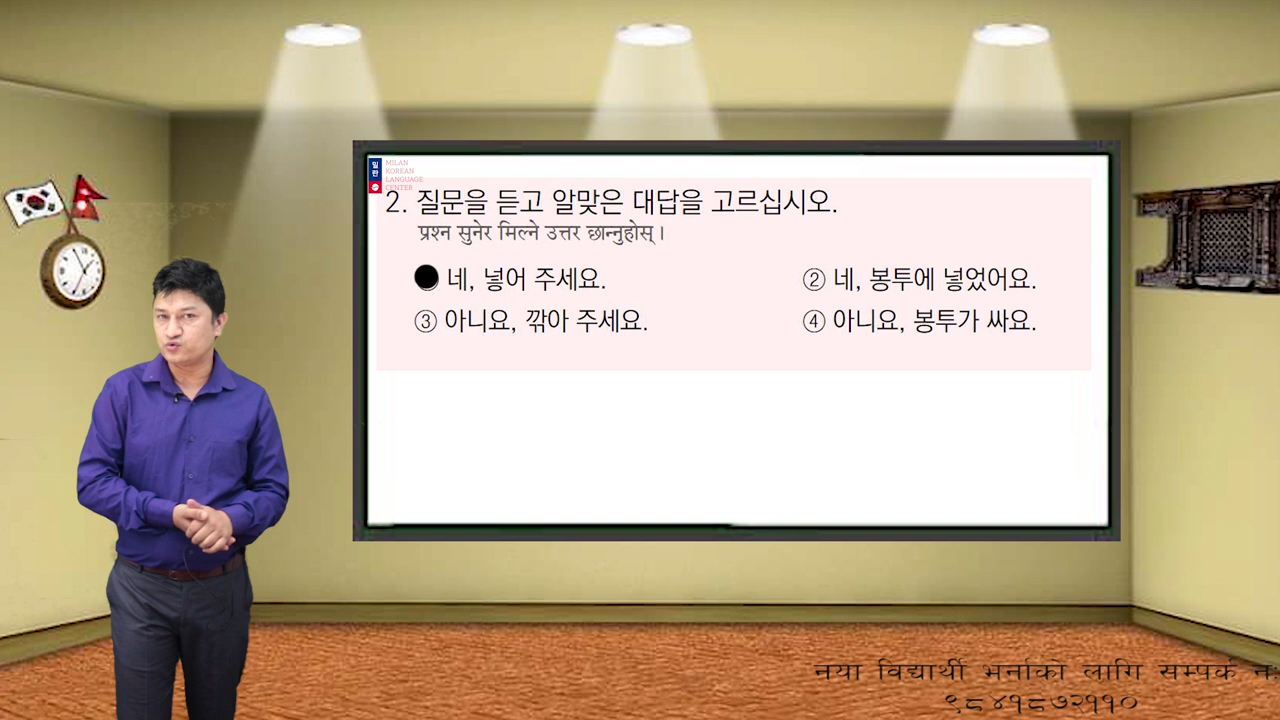 밀란
MILAN
KOREAN
LANGUAGE
CENTER
2. 질문을 듣고 알맞은 대답을 고르십시오.
प्रश्न सुनेर मिल्ने उत्तर छान्नुहोस् ।
네, 넣어 주세요.
② 네, 봉투에 넣었어요.
③ 아니요, 깎아 주세요.
④ 아니요, 봉투가 싸요.
नया विद्यार्थी भर्नाको लागि सम्पर्क नः
९८४१८७२११०